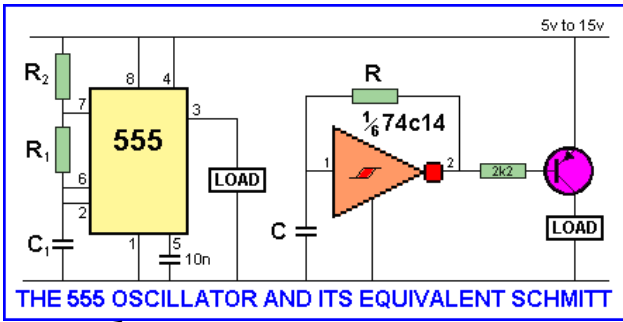 5v to 15v
R2
8
4
7
3
555
R1
6
2
LOAD
C1
1
5
10n
R
1/6 74c14
1
2
2k2
C
LOAD
THE 555 OSCILLATOR AND ITS EQUIVALENT SCHMITT